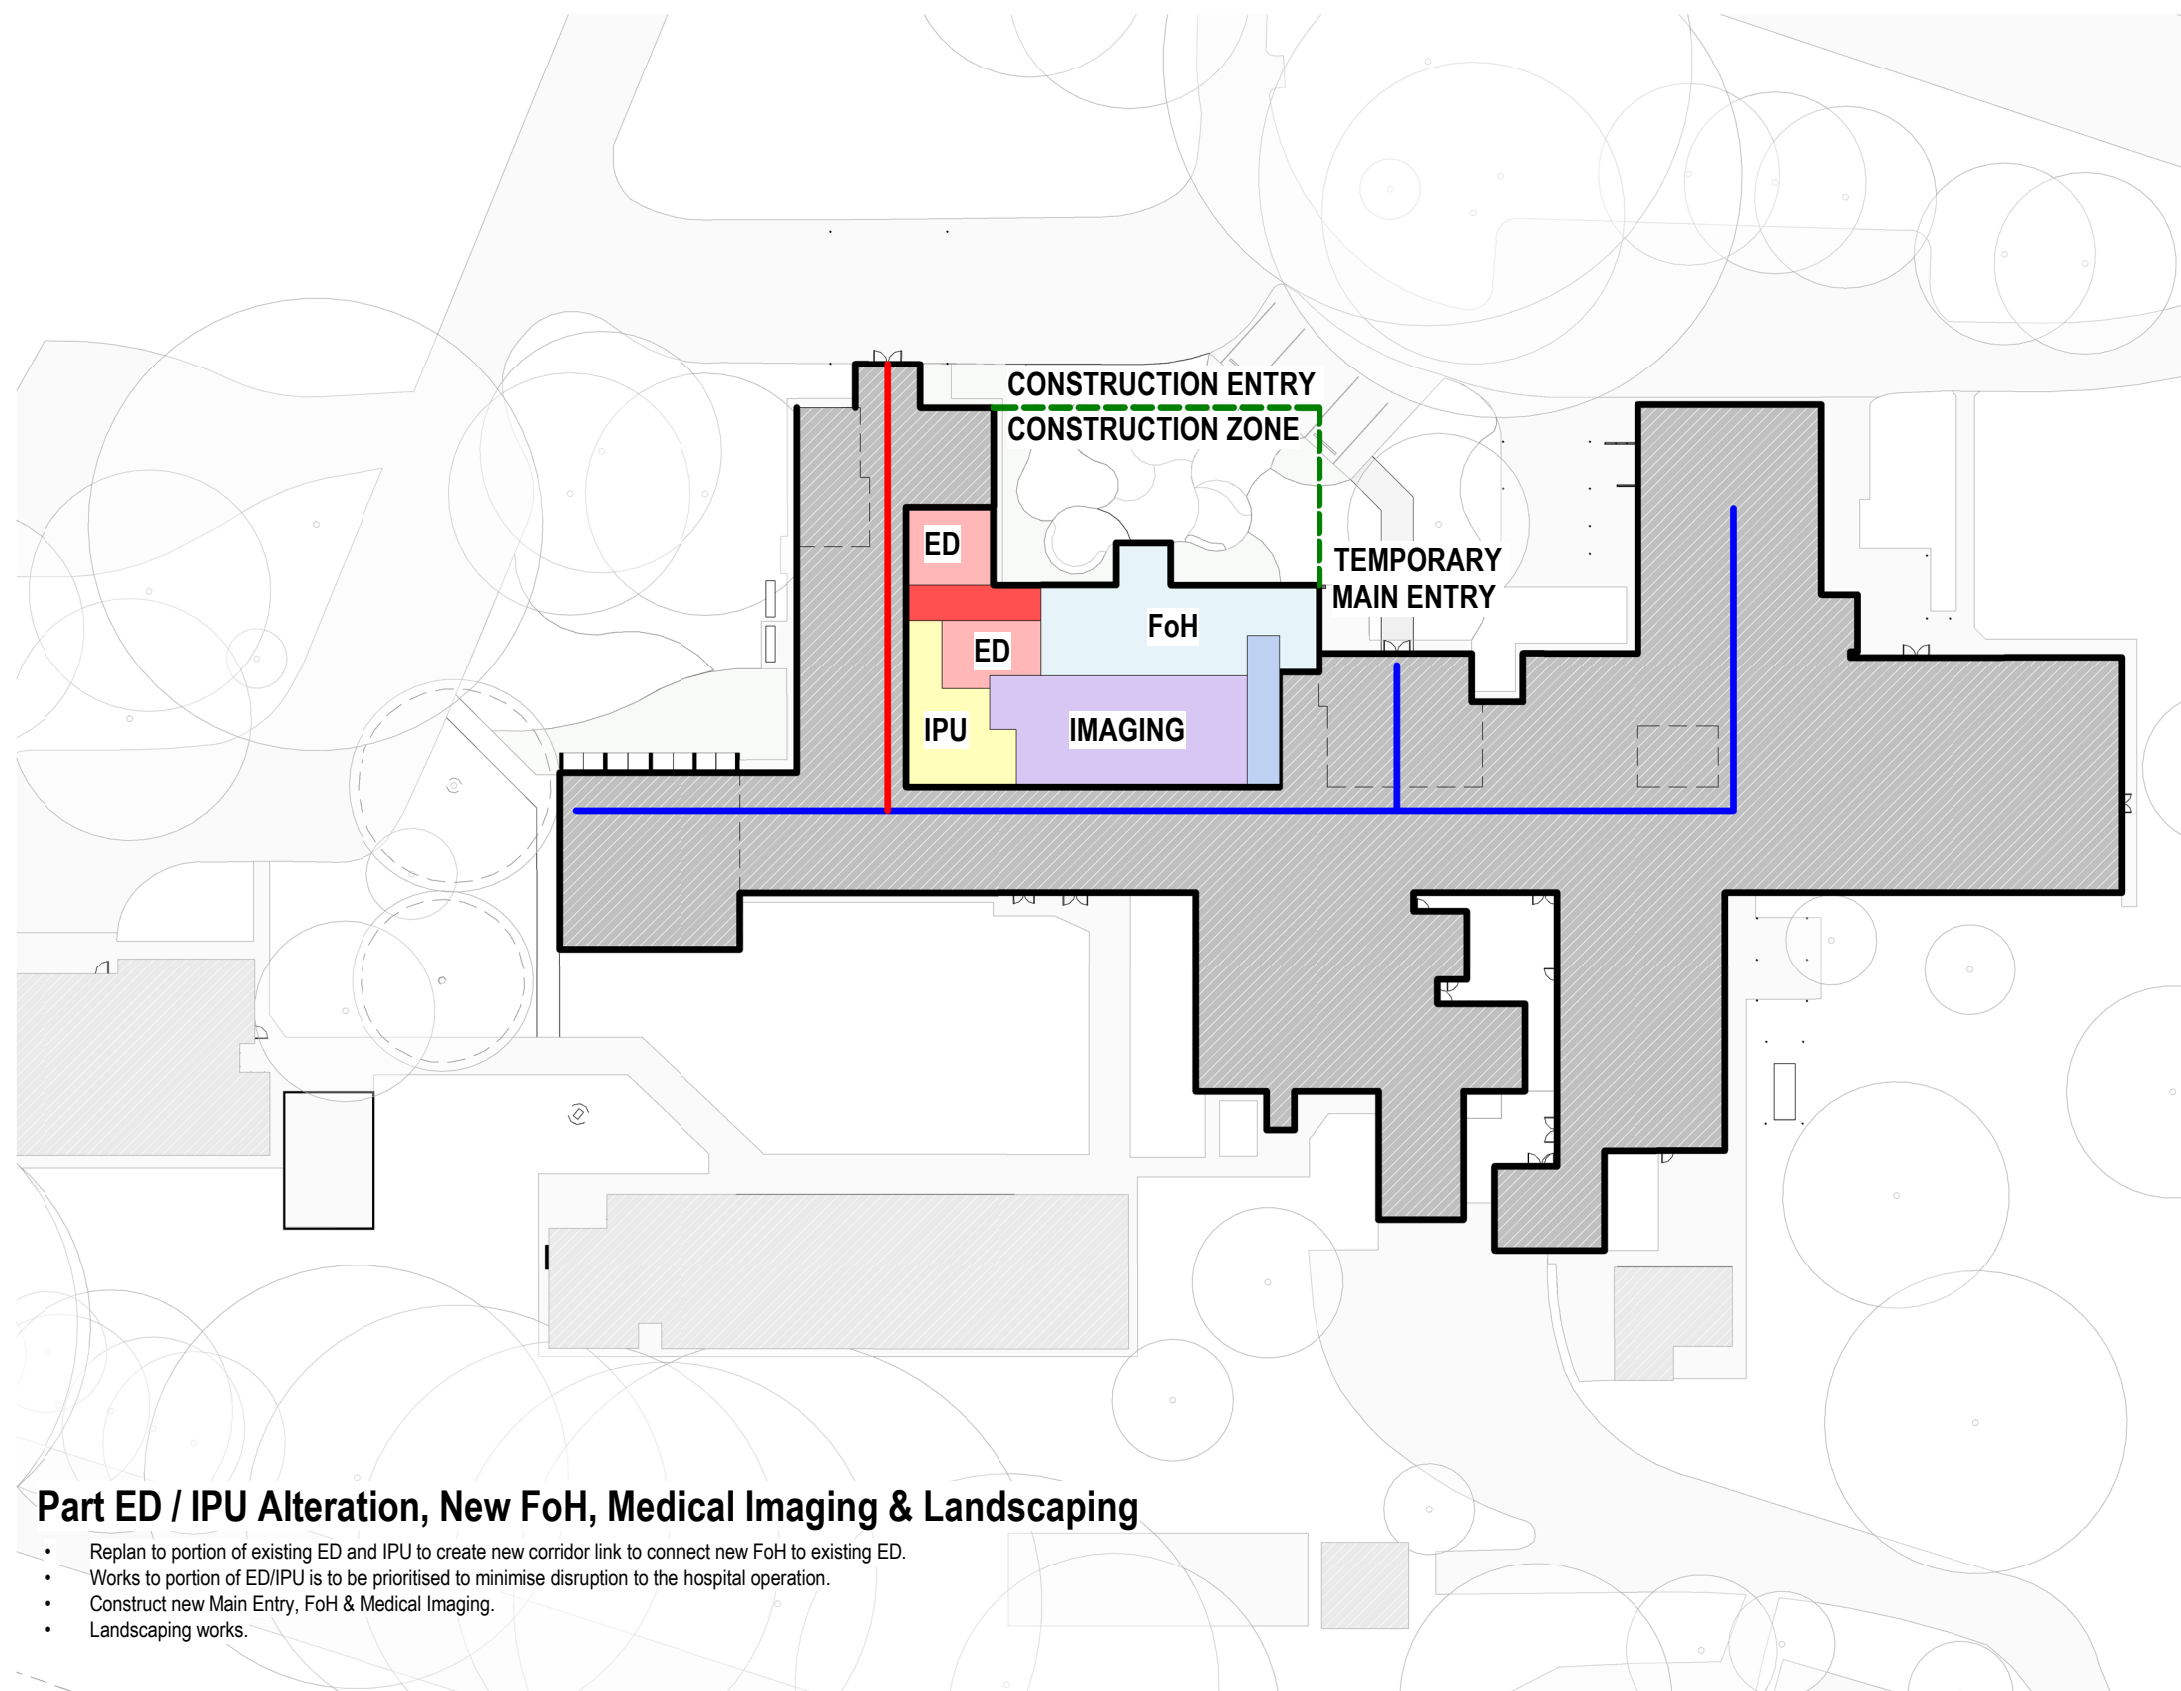 CONSTRUCTION ENTRY
CONSTRUCTION ZONE
ED
TEMPORARY
MAIN ENTRY
FoH
ED
IPU
IMAGING
Part ED / IPU Alteration, New FoH, Medical Imaging & Landscaping
• Replan to portion of existing ED and IPU to create new corridor link to connect new FoH to existing ED.
• Works to portion of ED/IPU is to be prioritised to minimise disruption to the hospital operation.
• Construct new Main Entry, FoH & Medical Imaging.
• Landscaping works.